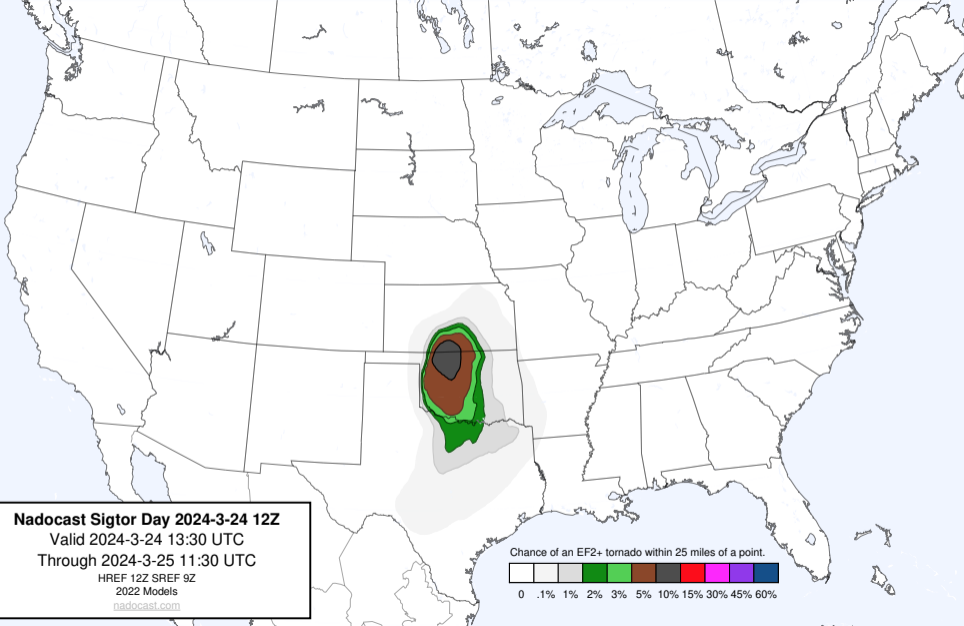 Nadocast Sigtor Day 2024-3-24 12Z
Valid 2024-3-24 13:30 UTC
Through 2024-3-25 11:30 UTC
HREF 12Z SREF 9Z
2022 Models
nadocast.com
Chance of an EF2+ tornado within 25 miles of a point.
0 .1% 1% 2% 3% 5% 10% 15% 30% 45% 60%